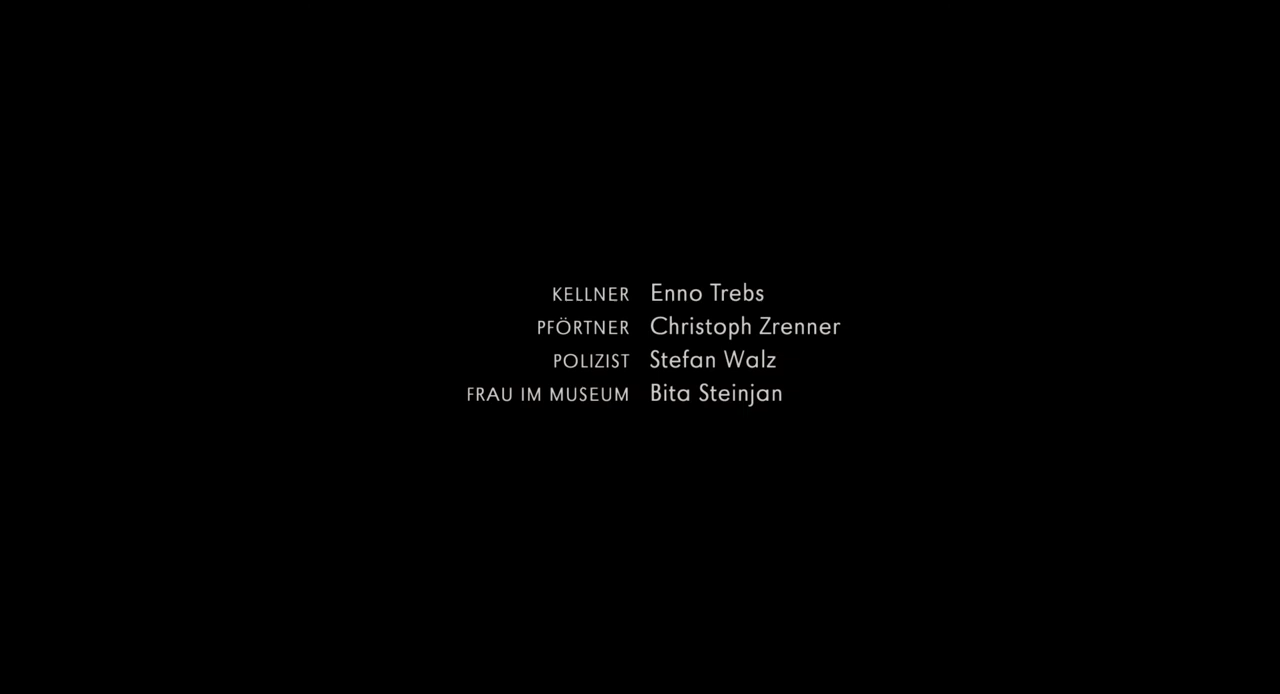 KELLNER Enno Trebs
PFÖRTNER Christoph Zrenner
POLIZIST Stefan Walz
FRAU IM MUSEUM Bita Steinjan